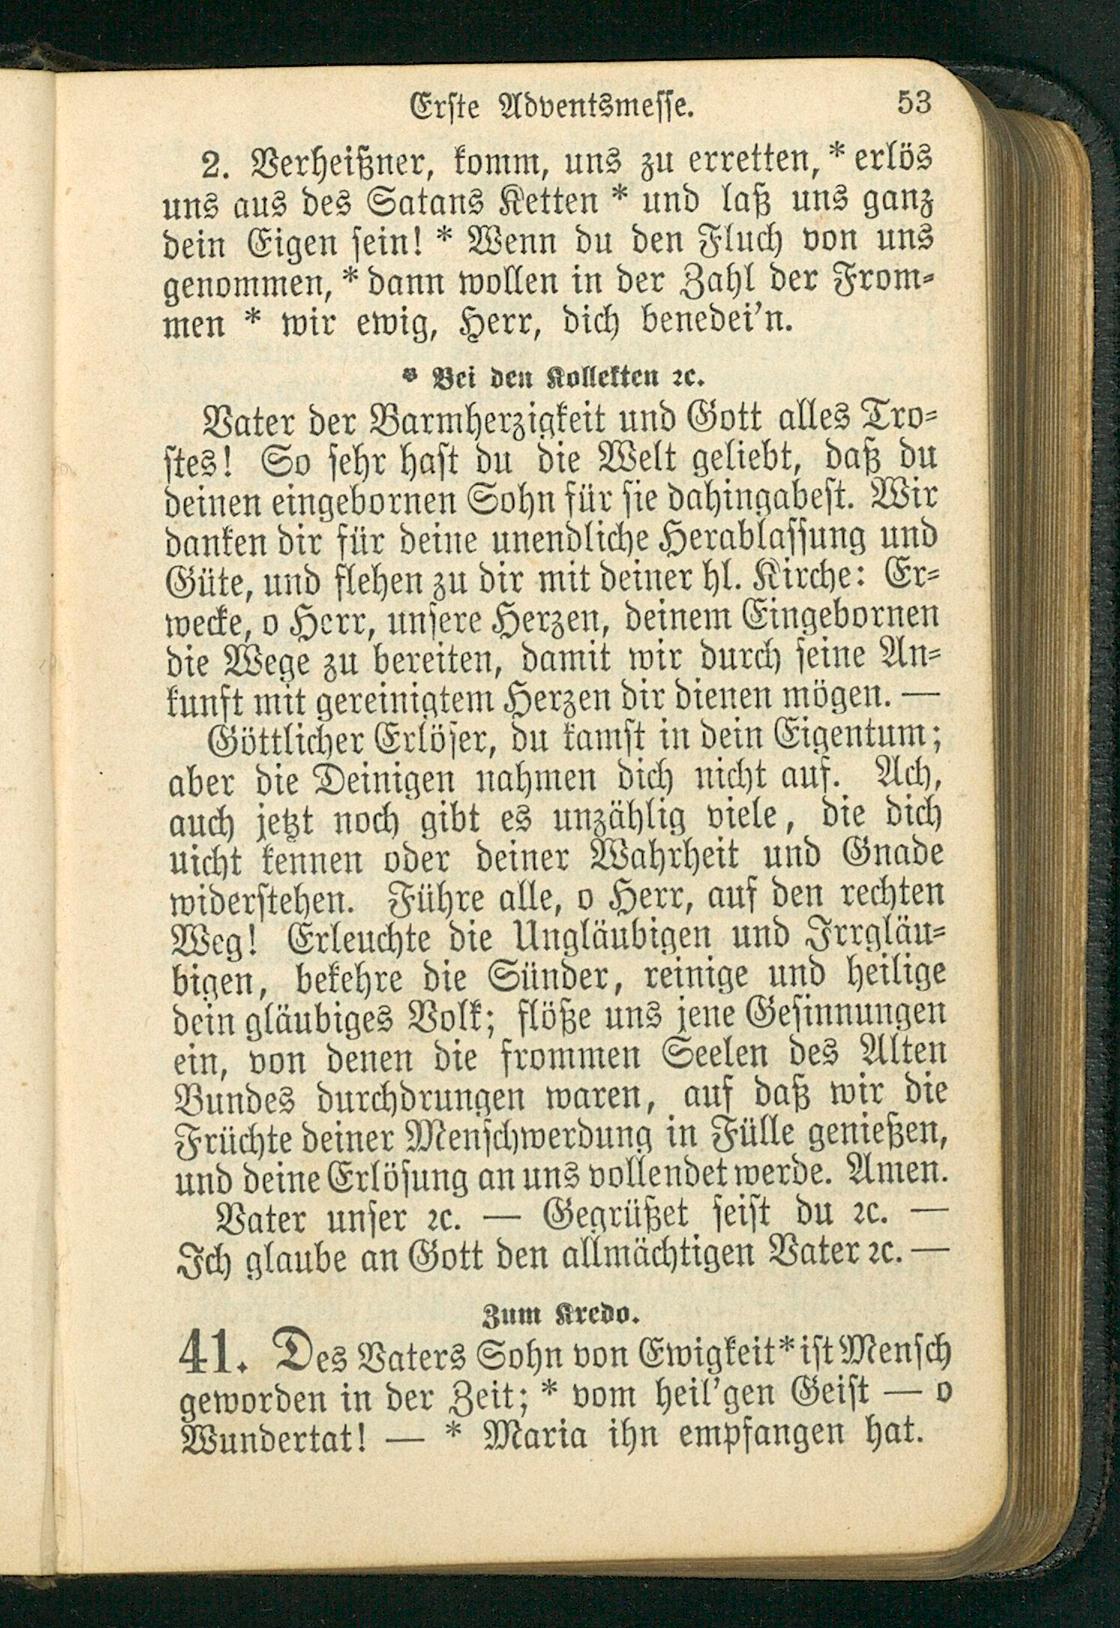 Erste Adventsmesse. 53
2. Verheißner, komm, uns zu erretten, * erlös
uns aus des Satans Ketten * und laß uns ganz
dein Eigen sein! * Wenn du den Fluch von uns
genommen, * dann wollen in der Zahl der From-
men * wir ewig, Herr, dich benedei'n.
* Bei den Kollekten ꝛc.
Vater der Barmherzigkeit und Gott alles Tro-
stes! So sehr hast du die Welt geliebt, daß du
deinen eingebornen Sohn für sie dahingabest. Wir
danken dir für deine unendliche Herablassung und
Güte, und flehen zu dir mit deiner hl. Kirche: Er-
wecke, o Herr, unsere Herzen, deinem Eingebornen
die Wege zu bereiten, damit wir durch seine An-
kunft mit gereinigtem Herzen dir dienen mögen. —
Göttlicher Erlöser, du kamst in dein Eigentum;
aber die Deinigen nahmen dich nicht auf. Ach,
auch jetzt noch gibt es unzählig viele, die dich
nicht kennen oder deiner Wahrheit und Gnade
widerstehen. Führe alle, o Herr, auf den rechten
Weg! Erleuchte die Ungläubigen und Irrgläu-
bigen, bekehre die Sünder, reinige und heilige
dein gläubiges Volk; flöße uns jene Gesinnungen
ein, von denen die frommen Seelen des Alten
Bundes durchdrungen waren, auf daß wir die
Früchte deiner Menschwerdung in Fülle genießen,
und deine Erlösung an uns vollendet werde. Amen.
Vater unser ꝛc. — Gegrüßet seist du ꝛc. —
Ich glaube an Gott den allmächtigen Vater ꝛc. —
Zum Kredo.
41. Des Vaters Sohn von Ewigkeit * ist Mensch
geworden in der Zeit; * vom heil'gen Geist — o
Wundertat! — * Maria ihn empfangen hat.